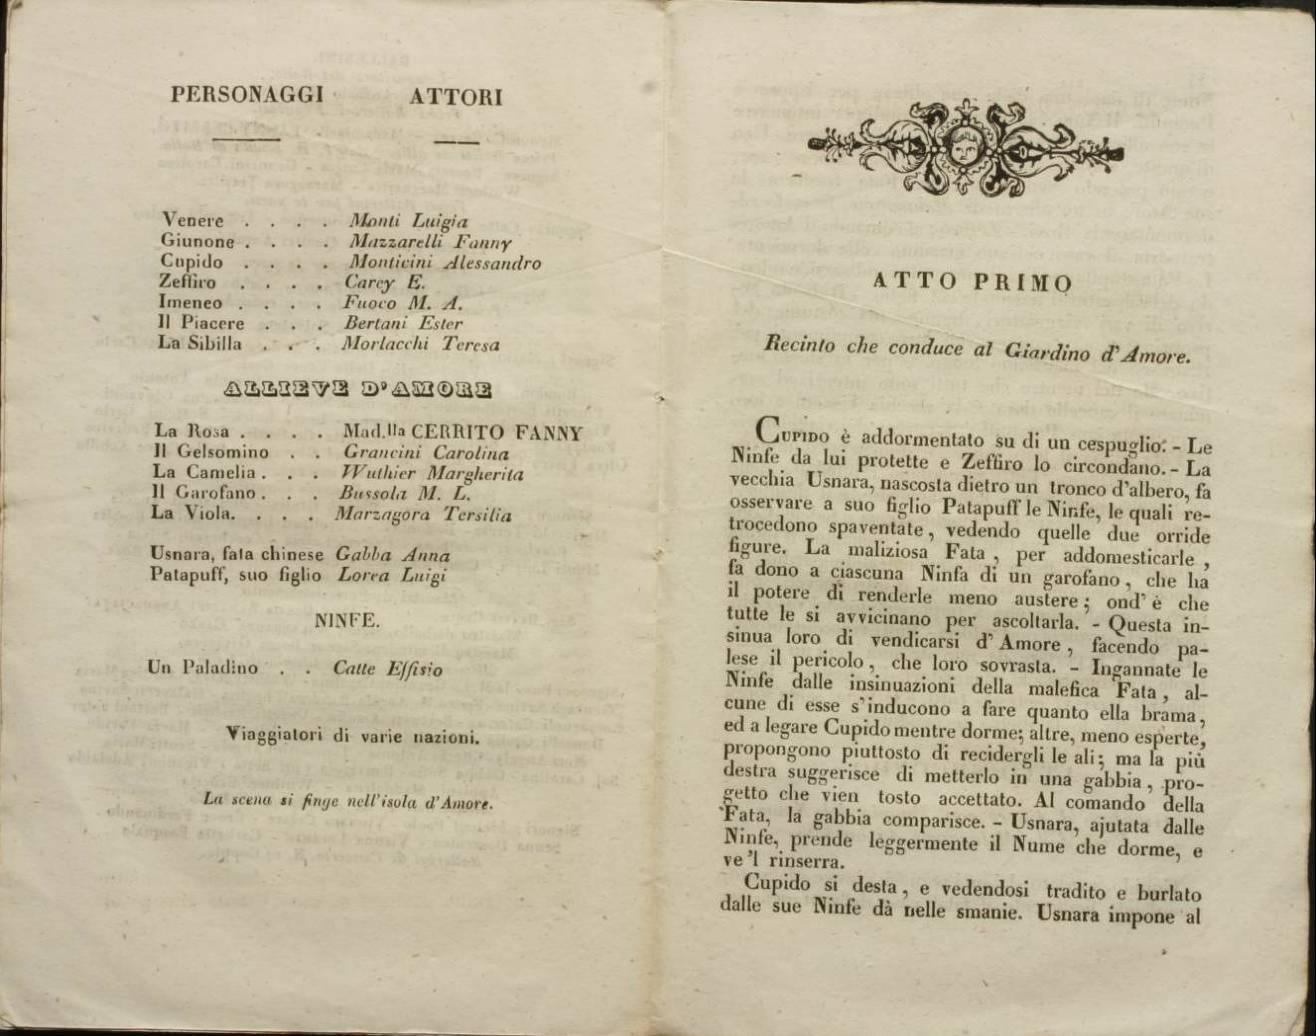 PERSONAGGI ATTORI
Venere . . . . Monti Luigia
Giunone . . . . Mazzarelli Fanny
Cupido . . . . Monticini Alessandro
Zeffiro . . . . Carey E.
Imeneo . . . . Fuoco M. A.
Il Piacere . . . Bertani Ester
La Sibilla . . . Morlacchi Teresa
ALLIEVE D'AMORE
La Rosa . . . . Mad.lla CERRITO FANNY
Il Gelsomino . . Grancini Carolina
La Camelia . . . Wuthier Margherita
Il Garofano . . . Bussola M. L.
La Viola. . . . Marzagora Tersilia
Usnara, fata chinese Gabba Anna
Patapuff, suo figlio Lorea Luigi
NINFE.
Un Paladino . . Catte Effisio
Viaggiatori di varie nazioni.
La scena si finge nell'isola d'Amore.
ATTO PRIMO
Recinto che conduce al Giardino d'Amore.
CUPIDO è addormentato su di un cespuglio. - Le
Ninfe da lui protette e Zeffiro lo circondano. - La
vecchia Usnara, nascosta dietro un tronco d'albero, fa
osservare a suo figlio Patapuff le Ninfe, le quali re-
trocedono spaventate, vedendo quelle due orride
figure. La maliziosa Fata, per addomesticarle,
fa dono a ciascuna Ninfa di un garofano, che ha
il potere di renderle meno austere; ond'è che
tutte le si avvicinano per ascoltarla. - Questa in-
sinua loro di vendicarsi d'Amore, facendo pa-
lese il pericolo, che loro sovrasta. - Ingannate le
Ninfe dalle insinuazioni della malefica Fata, al-
cune di esse s'inducono a fare quanto ella brama,
ed a legare Cupido mentre dorme; altre, meno esperte,
propongono piuttosto di recidergli le ali; ma la più
destra suggerisce di metterlo in una gabbia, pro-
getto che vien tosto accettato. Al comando della
Fata, la gabbia comparisce. - Usnara, ajutata dalle
Ninfe, prende leggermente il Nume che dorme, e
ve 'l rinserra.
Cupido si desta, e vedendosi tradito e burlato
dalle sue Ninfe dà nelle smanie. Usnara impone al